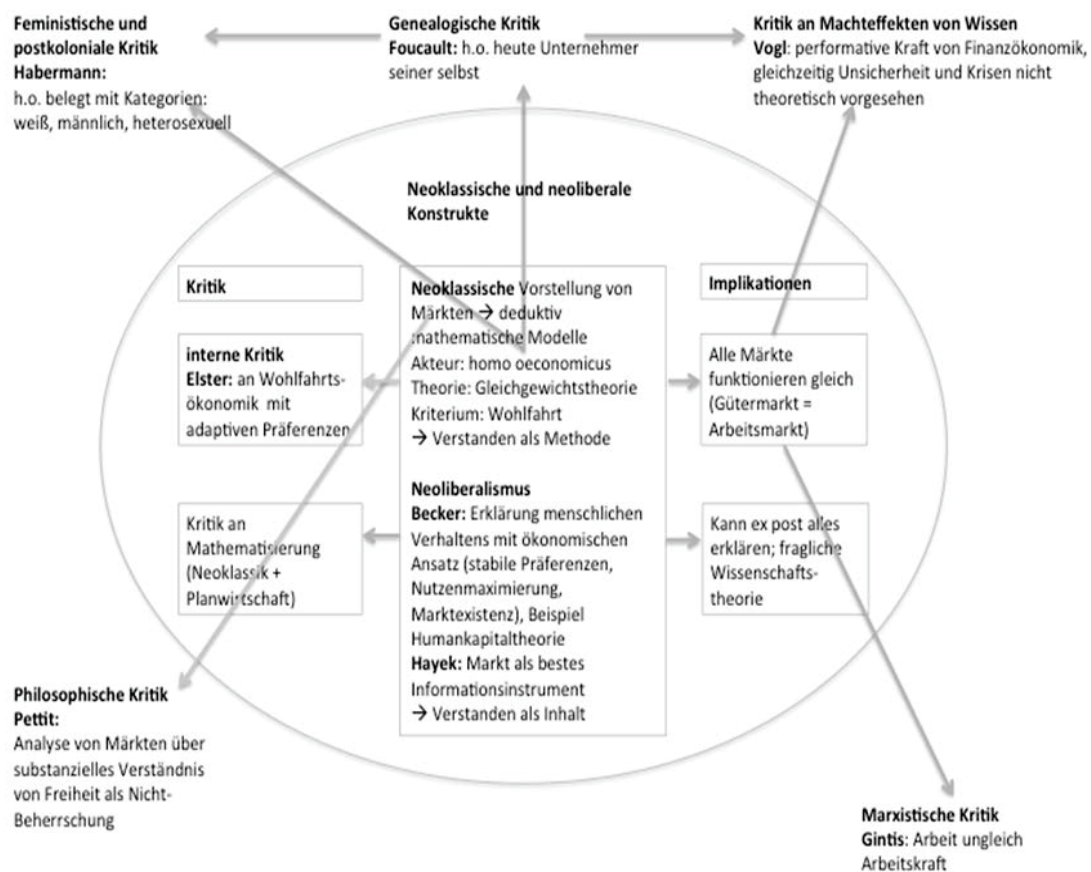 Feministische und
postkoloniale Kritik
Habermann:
h.o. belegt mit Kategorien:
weiß, männlich, heterosexuell
Genealogische Kritik
Foucault: h.o. heute Unternehmer
seiner selbst
Kritik an Machteffekten von Wissen
Vogl: performative Kraft von Finanzökonomik,
gleichzeitig Unsicherheit und Krisen nicht
theoretisch vorgesehen
Neoklassische und neoliberale
Konstrukte
Kritik
interne Kritik
Elster: an Wohlfahrts-
ökonomik mit
adaptiven Präferenzen
Kritik an
Mathematisierung
(Neoklassik +
Planwirtschaft)
Neoklassische Vorstellung von
Märkten → deduktiv
mathematische Modelle
Akteur: homo oeconomicus
Theorie: Gleichgewichtstheorie
Kriterium: Wohlfahrt
→ Verstanden als Methode
Neoliberalismus
Becker: Erklärung menschlichen
Verhaltens mit ökonomischen
Ansatz (stabile Präferenzen,
Nutzenmaximierung,
Marktexistenz), Beispiel
Humankapitaltheorie
Hayek: Markt als bestes
Informationsinstrument
→ Verstanden als Inhalt
Implikationen
Alle Märkte
funktionieren gleich
(Gütermarkt =
Arbeitsmarkt)
Kann ex post alles
erklären; fragliche
Wissenschafts-
theorie
Philosophische Kritik
Pettit:
Analyse von Märkten über
substanzielles Verständnis
von Freiheit als Nicht-
Beherrschung
Marxistische Kritik
Gintis: Arbeit ungleich
Arbeitskraft